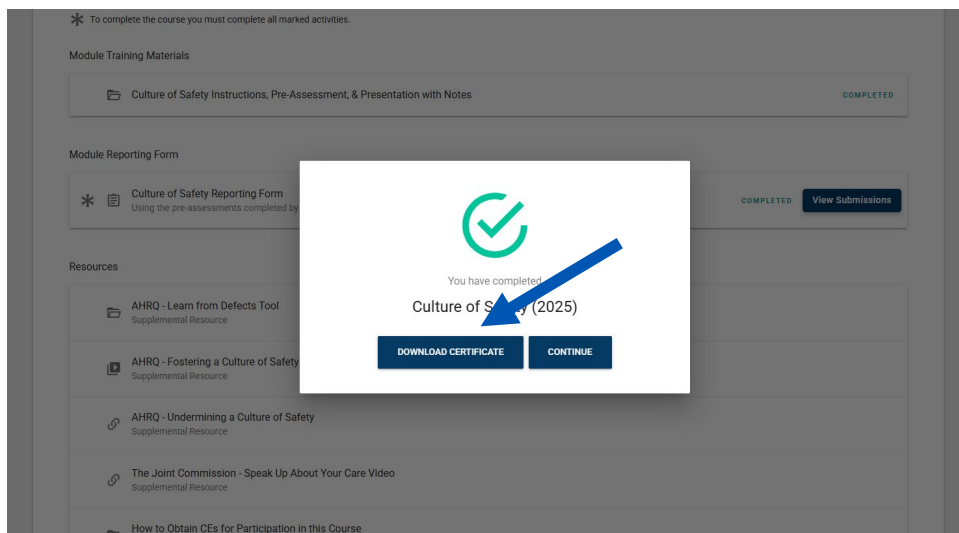 To complete the course you must complete all marked activities.
Module Training Materials
Culture of Safety Instructions, Pre-Assessment, & Presentation with Notes
COMPLETED
Module Reporting Form
Culture of Safety Reporting Form
Using the pre-assessments completed by
COMPLETED
View Submissions
You have completed
Culture of (2025)
DOWNLOAD CERTIFICATE
CONTINUE
Resources
AHRQ - Learn from Defects Tool
Supplemental Resource
AHRQ - Fostering a Culture of Safety
Supplemental Resource
AHRQ - Undermining a Culture of Safety
Supplemental Resource
The Joint Commission - Speak Up About Your Care Video
Supplemental Resource
How to Obtain CEs for Participation in this Course